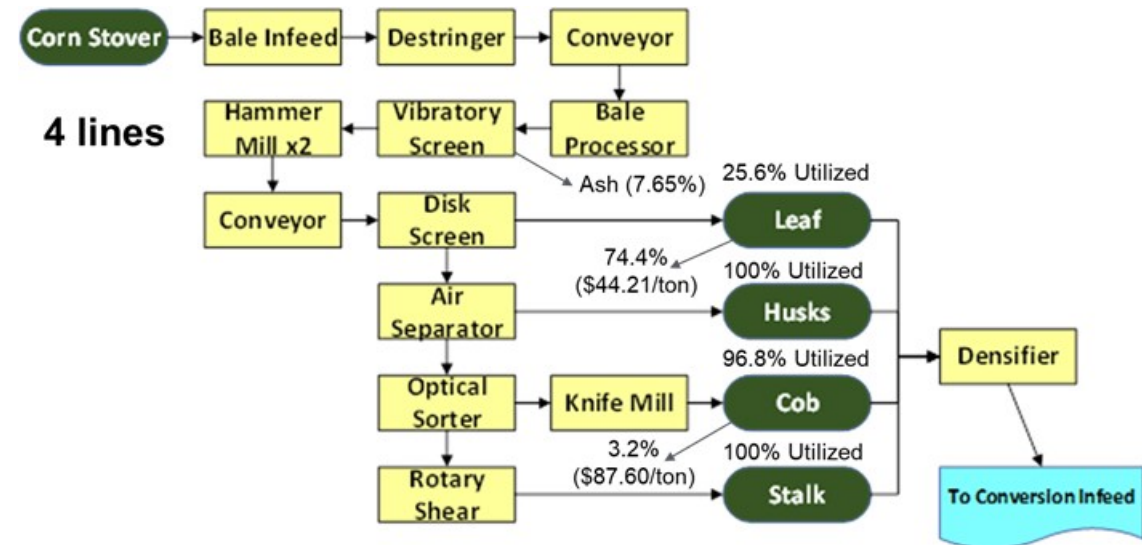 Corn Stover
Bale Infeed
Destringer
Conveyor
4 lines
Hammer
Mill x2
Vibratory
Screen
Bale
Processor
Ash (7.65%)
25.6% Utilized
Conveyor
Disk
Screen
Leaf
74.4%
($44.21/ton)
100% Utilized
Air
Separator
Husks
96.8% Utilized
Densifier
Optical
Sorter
Knife Mill
Cob
3.2%
($87.60/ton)
100% Utilized
Rotary
Shear
Stalk
To Conversion Infeed